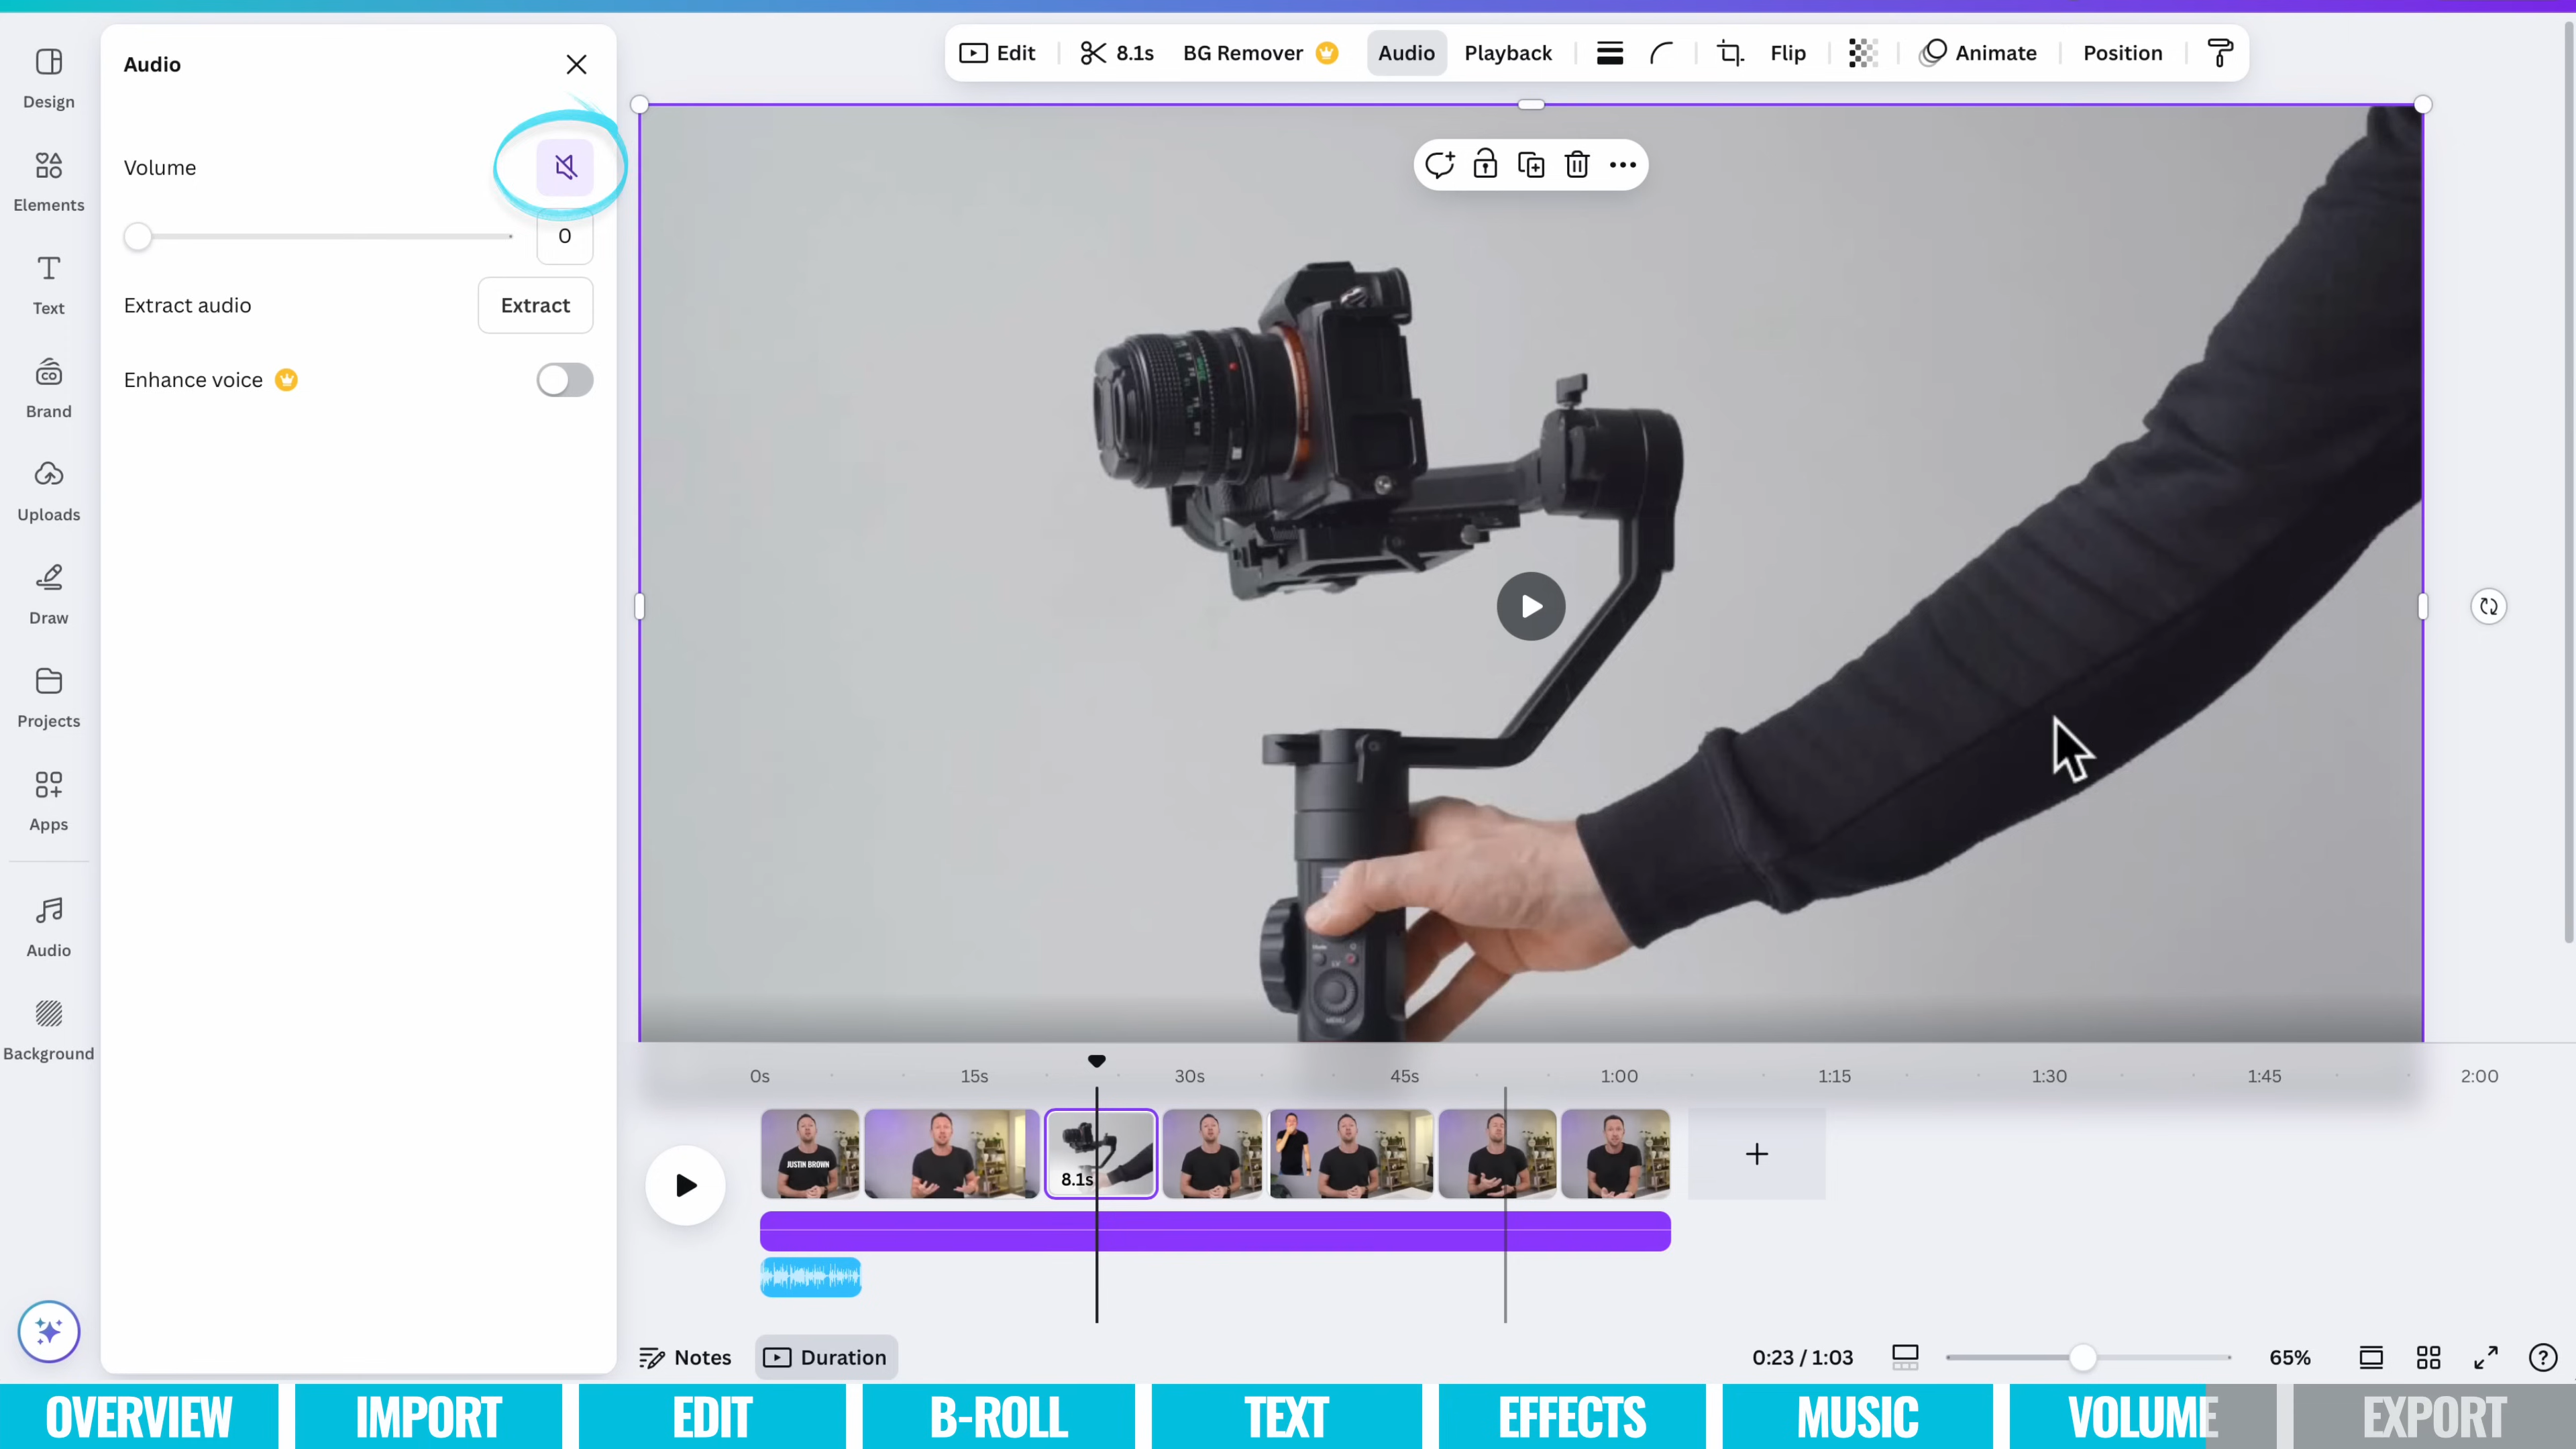 Design
Elements
Text
Brand
Uploads
Draw
Projects
Apps
Audio
Background
Audio
Volume
0
Extract audio
Extract
Enhance voice
Edit
8.1s
BG Remover
Audio
Playback
Flip
Animate
Position
0s
15s
30s
45s
1:00
1:15
1:30
1:45
2:00
JUSTIN BROWN
8.1s
Notes
Duration
0:23 / 1:03
65%
OVERVIEW
IMPORT
EDIT
B-ROLL
TEXT
EFFECTS
MUSIC
VOLUME
EXPORT